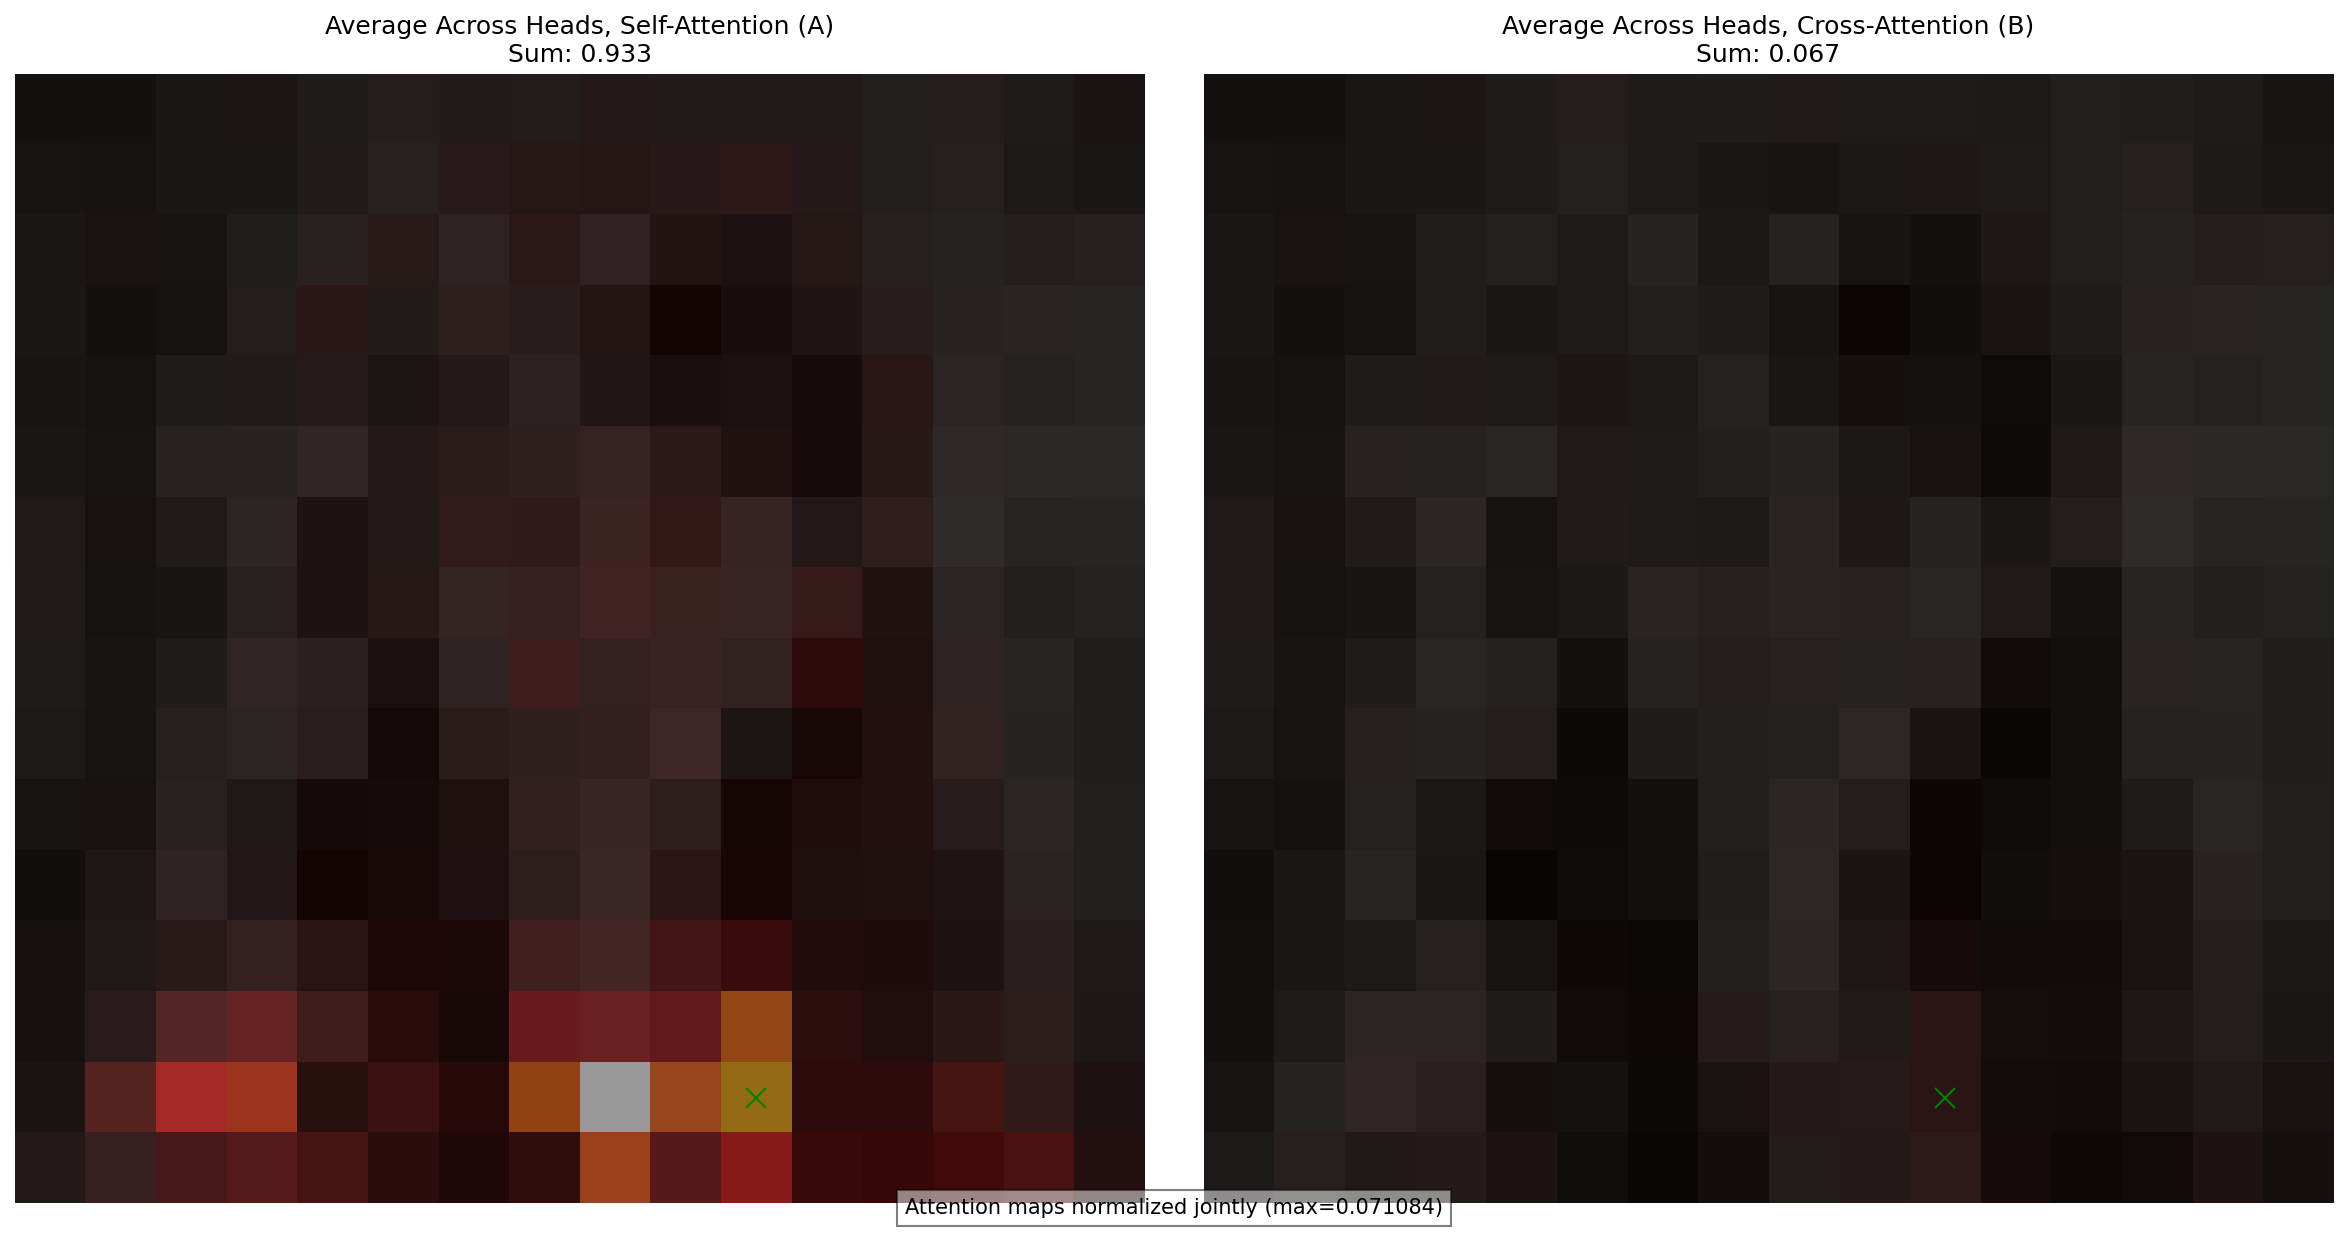 Average Across Heads, Self-Attention (A)
Sum: 0.933
Average Across Heads, Cross-Attention (B)
Sum: 0.067
Attention maps normalized jointly (max=0.071084)